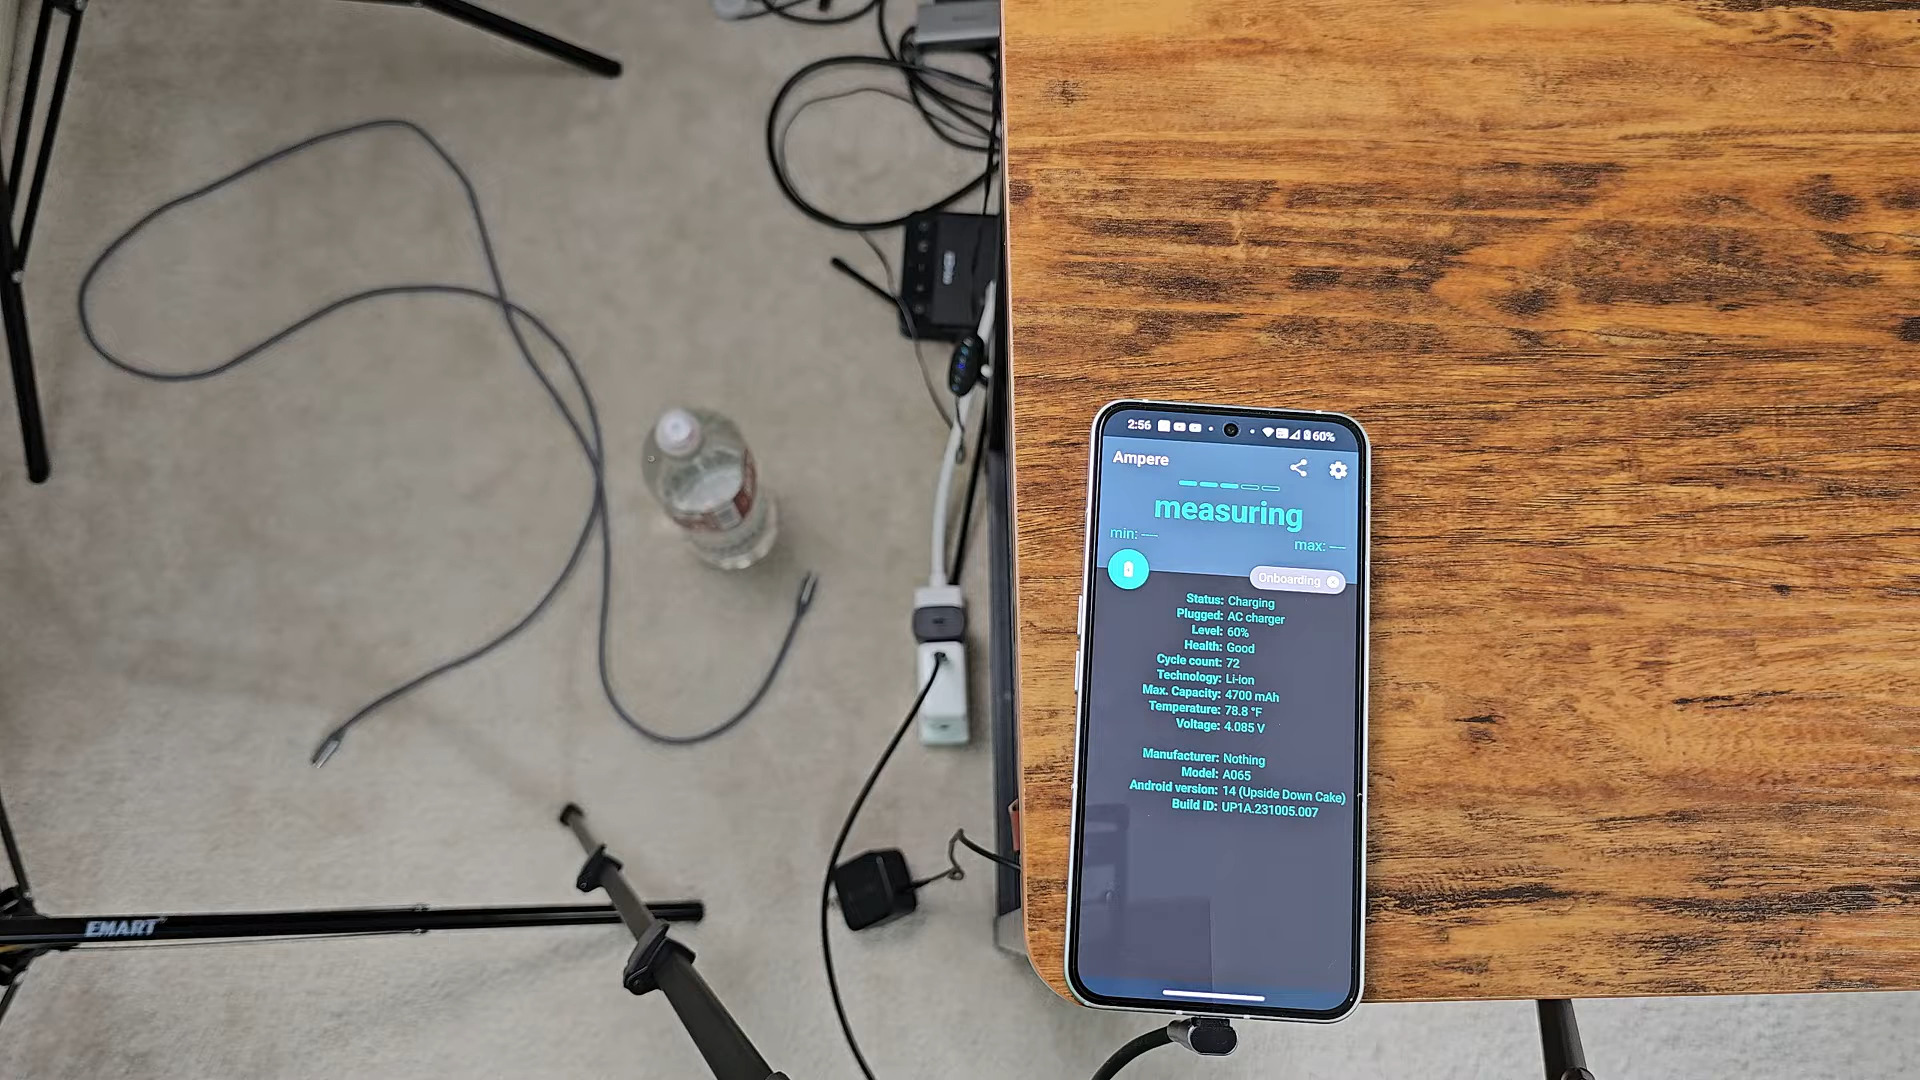 2:56 60%
Ampere
measuring
min: ---
max: ---
Onboarding
Status: Charging
Plugged: AC charger
Level: 60%
Health: Good
Cycle count: 72
Technology: Li-ion
Max. Capacity: 4700 mAh
Temperature: 78.8 °F
Voltage: 4.085 V
Manufacturer: Nothing
Model: A065
Android version: 14 (Upside Down Cake)
Build ID: UP1A.231005.007
EMART